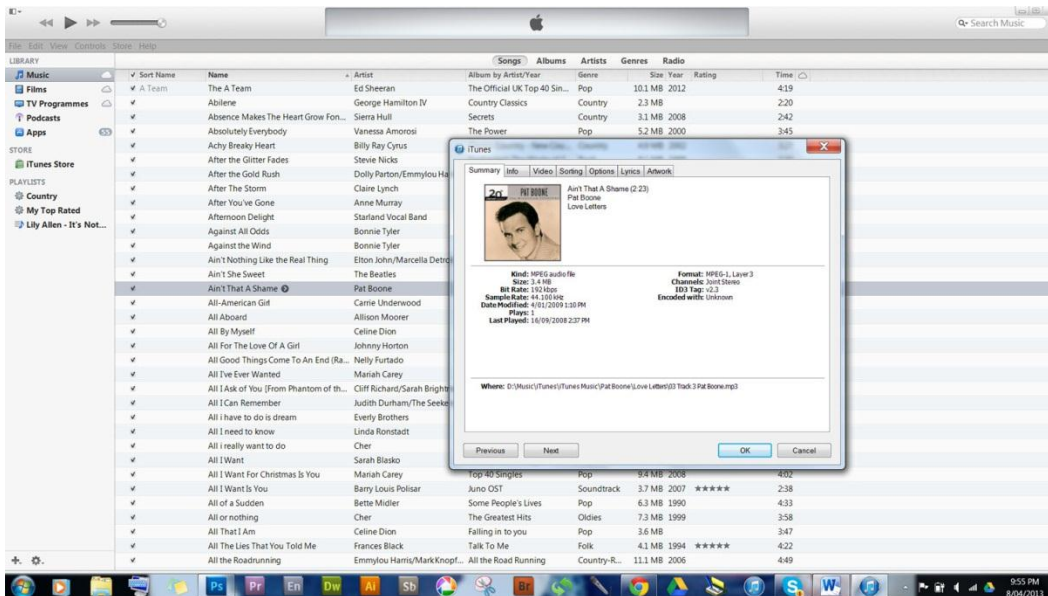 Search Music
File Edit View Controls Store Help
LIBRARY
Songs Albums Artists Genres Radio
Music
Sort Name Name Artist Album by Artist/Year Genre Size Year Rating Time
Films
A Team The A Team Ed Sheeran The Official UK Top 40 Sin... Pop 10.1 MB 2012 4:19
TV Programmes
Abilene George Hamilton IV Country Classics Country 2.3 MB 2:20
Podcasts
Absence Makes The Heart Grow Fon... Sierra Hull Secrets Country 3.1 MB 2008 2:42
Apps 53
Absolutely Everybody Vanessa Amorosi The Power Pop 5.2 MB 2000 3:45
STORE
Achy Breaky Heart Billy Ray Cyrus
iTunes Store
After the Glitter Fades Stevie Nicks
After the Gold Rush Dolly Parton/Emmylou Ha
PLAYLISTS
After The Storm Claire Lynch
Country
After You've Gone Anne Murray
My Top Rated
Afternoon Delight Starland Vocal Band
Lily Allen - It's Not...
Against All Odds Bonnie Tyler
Against the Wind Bonnie Tyler
Ain't Nothing Like the Real Thing Elton John/Marcella Detroi
Ain't She Sweet The Beatles
Ain't That A Shame Pat Boone
All-American Girl Carrie Underwood
All Aboard Allison Moorer
All By Myself Celine Dion
All For The Love Of A Girl Johnny Horton
All Good Things Come To An End (Ra... Nelly Furtado
All I've Ever Wanted Mariah Carey
All I Ask of You [From Phantom of th... Cliff Richard/Sarah Brightm
All I Can Remember Judith Durham/The Seeke
All i have to do is dream Everly Brothers
All I need to know Linda Ronstadt
All i really want to do Cher
All I Want Sarah Blasko
All I Want For Christmas Is You Mariah Carey Top 40 Singles Pop 9.4 MB 2008 4:02
All I Want Is You Barry Louis Polisar Juno OST Soundtrack 3.7 MB 2007 ★★★★★ 2:38
All of a Sudden Bette Midler Some People's Lives Pop 6.3 MB 1990 4:33
All or nothing Cher The Greatest Hits Oldies 7.3 MB 1999 3:58
All That I Am Celine Dion Falling in to you Pop 3.6 MB 3:47
All The Lies That You Told Me Frances Black Talk To Me Folk 4.1 MB 1994 ★★★★★ 4:22
All the Roadrunning Emmylou Harris/Mark Knopf... All the Road Running Country-R... 11.1 MB 2006 4:49
iTunes
Summary Info Video Sorting Options Lyrics Artwork
20 PAT BOONE
Ain't That A Shame (2:23)
Pat Boone
Love Letters
Kind: MPEG audio file
Size: 3.4 MB
Bit Rate: 192 kbps
Sample Rate: 44.100 kHz
Date Modified: 4/01/2009 1:10 PM
Plays: 1
Last Played: 16/09/2008 2:37 PM
Format: MPEG-1, Layer 3
Channels: Joint Stereo
ID3 Tag: v2.3
Encoded with: Unknown
Where: D:\Music\iTunes\iTunes Music\Pat Boone\Love Letters\03 Track 3 Pat Boone.mp3
Previous Next OK Cancel
Ps Pr En Dw Ai Sb Br S W
9:55 PM
8/04/2013